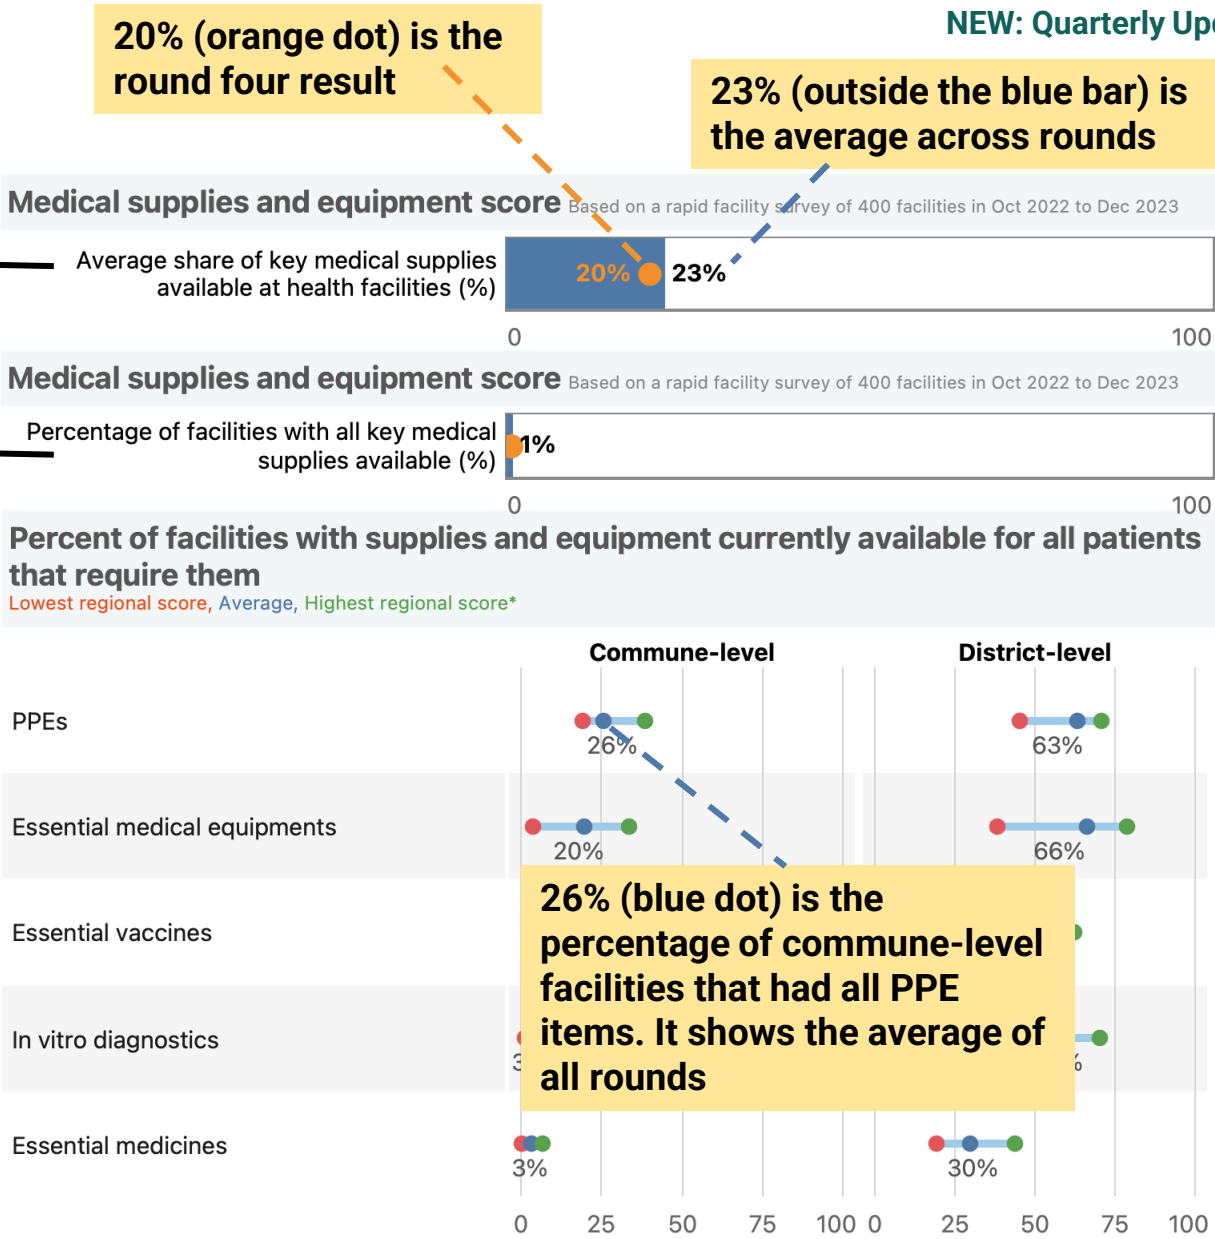 20% (orange dot) is the
round four result
NEW: Quarterly
23% (outside the blue bar) is
the average across rounds
Medical supplies and equipment score Based on a rapid facility survey of 400 facilities in Oct 2022 to Dec 2023
Average share of key medical supplies
available at health facilities (%)
20% 23%
0 100
Medical supplies and equipment score Based on a rapid facility survey of 400 facilities in Oct 2022 to Dec 2023
Percentage of facilities with all key medical
supplies available (%)
1%
0 100
Percent of facilities with supplies and equipment currently available for all patients
that require them
Lowest regional score, Average, Highest regional score*
Commune-level District-level
PPEs
26% 63%
Essential medical equipments
20% 66%
26% (blue dot) is the
percentage of commune-level
facilities that had all PPE
items. It shows the average of
all rounds
Essential vaccines
In vitro diagnostics
Essential medicines
3% 30%
0 25 50 75 100 0 25 50 75 100